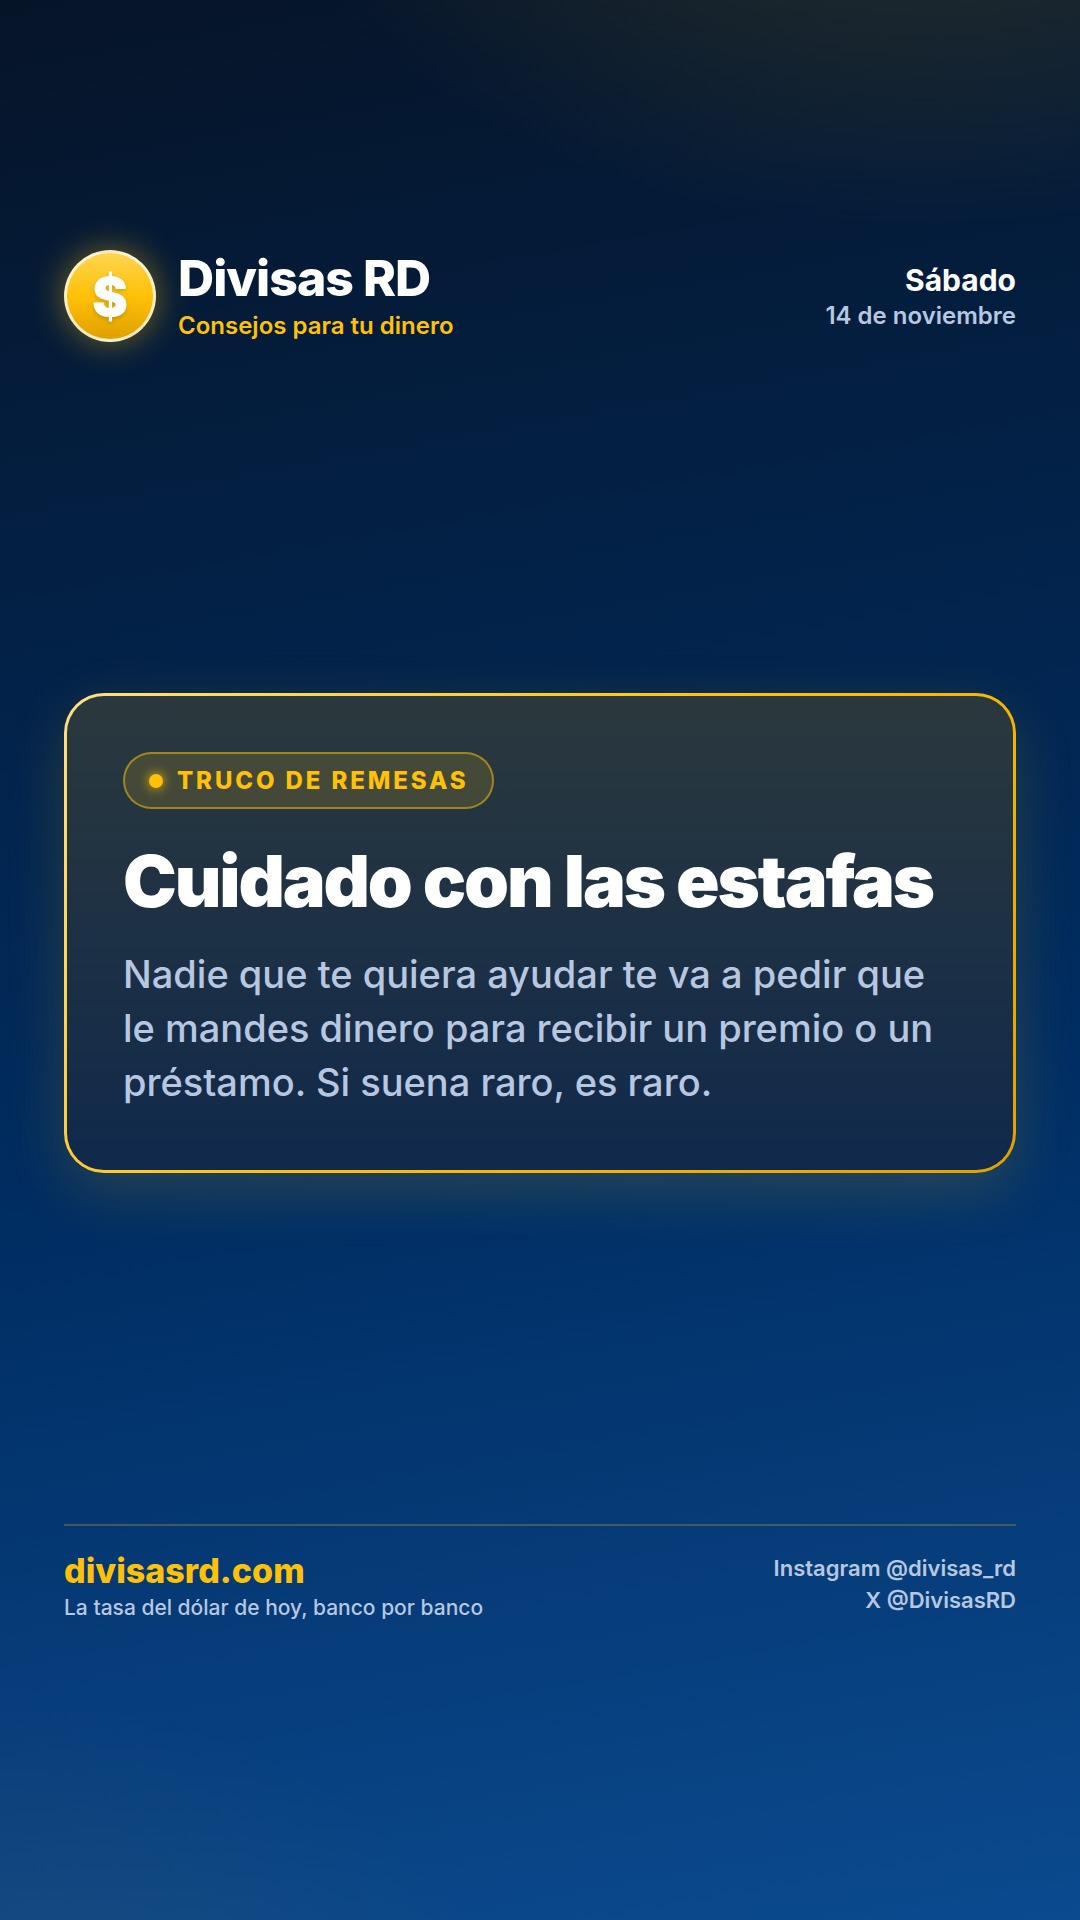 $
Divisas RD
Consejos para tu dinero
Sábado
14 de noviembre
TRUCO DE REMESAS
Cuidado con las estafas
Nadie que te quiera ayudar te va a pedir que
le mandes dinero para recibir un premio o un
préstamo. Si suena raro, es raro.
divisasrd.com
La tasa del dólar de hoy, banco por banco
Instagram @divisas_rd
X @DivisasRD